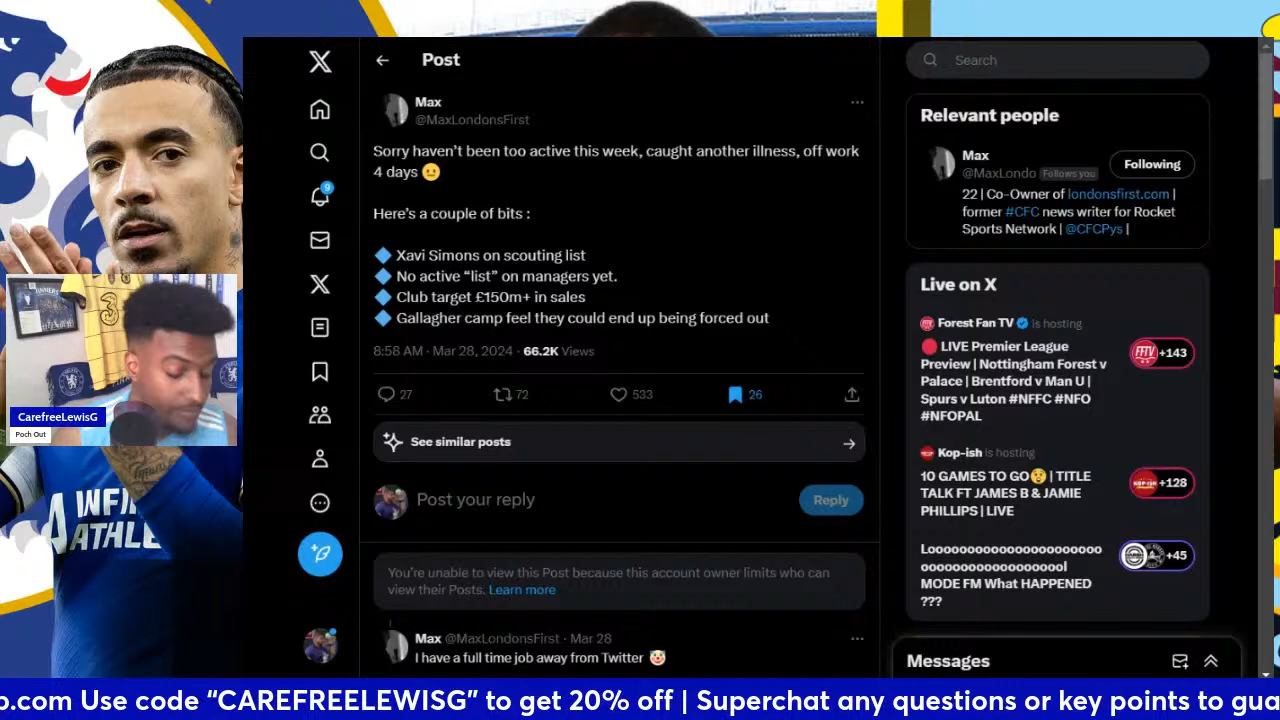 Post
Search
Max
@MaxLondonsFirst
Sorry haven't been too active this week, caught another illness, off work
4 days 😐
Here's a couple of bits :
🔷 Xavi Simons on scouting list
🔷 No active “list” on managers yet.
🔷 Club target £150m+ in sales
🔷 Gallagher camp feel they could end up being forced out
8:58 AM · Mar 28, 2024 · 66.2K Views
27
72
533
26
See similar posts
Post your reply
Reply
You're unable to view this Post because this account owner limits who can
view their Posts. Learn more
Max @MaxLondonsFirst · Mar 28
I have a full time job away from Twitter 🤡
Relevant people
Max
@MaxLondo Follows you
Following
22 | Co-Owner of londonsfirst.com |
former #CFC news writer for Rocket
Sports Network | @CFCPys |
Live on X
Forest Fan TV is hosting
🔴 LIVE Premier League
Preview | Nottingham Forest v
Palace | Brentford v Man U |
Spurs v Luton #NFFC #NFO
#NFOPAL
FFTV
+143
Kop-ish is hosting
10 GAMES TO GO😲 | TITLE
TALK FT JAMES B & JAMIE
PHILLIPS | LIVE
KOP-ISH
+128
Looooooooooooooooooooooo
ooooooooooooooooooool
MODE FM What HAPPENED
???
+45
Messages
9
3
CarefreeLewisG
Poch Out
INFI
ATHLE
p.com Use code “CAREFREELEWISG” to get 20% off | Superchat any questions or key points to gua